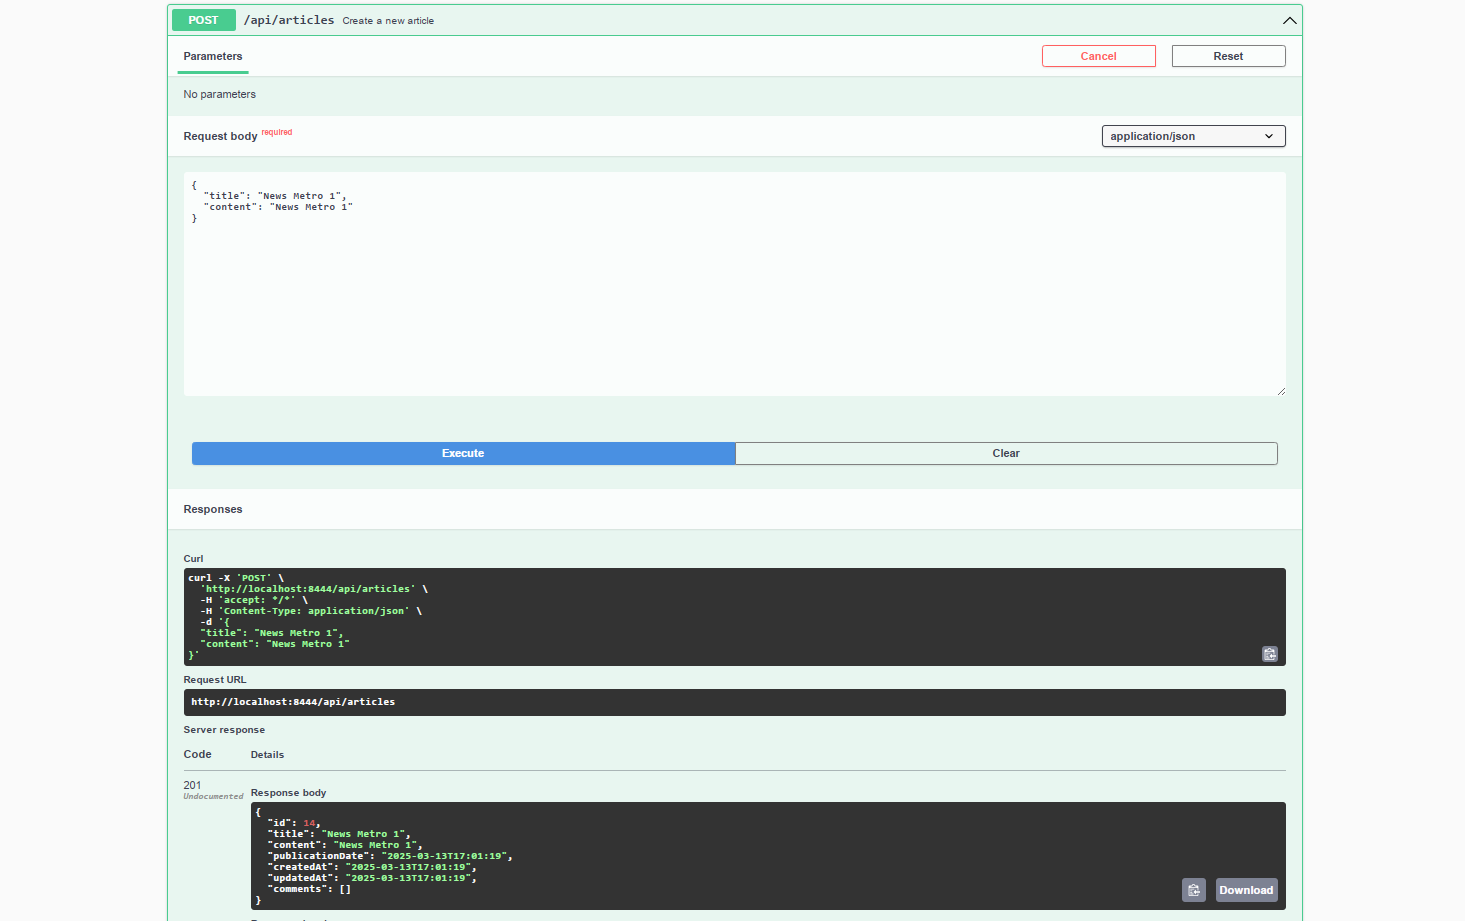 POST /api/articles Create a new article
Parameters Cancel Reset
No parameters
Request body required application/json
{
"title": "News Metro 1",
"content": "News Metro 1"
}
Execute Clear
Responses
Curl
curl -X 'POST' \
'http://localhost:8444/api/articles' \
-H 'accept: */*' \
-H 'Content-Type: application/json' \
-d '{
"title": "News Metro 1",
"content": "News Metro 1"
}'
Request URL
http://localhost:8444/api/articles
Server response
Code Details
201
Undocumented
Response body
{
"id": 14,
"title": "News Metro 1",
"content": "News Metro 1",
"publicationDate": "2025-03-13T17:01:19",
"createdAt": "2025-03-13T17:01:19",
"updatedAt": "2025-03-13T17:01:19",
"comments": []
}
Download